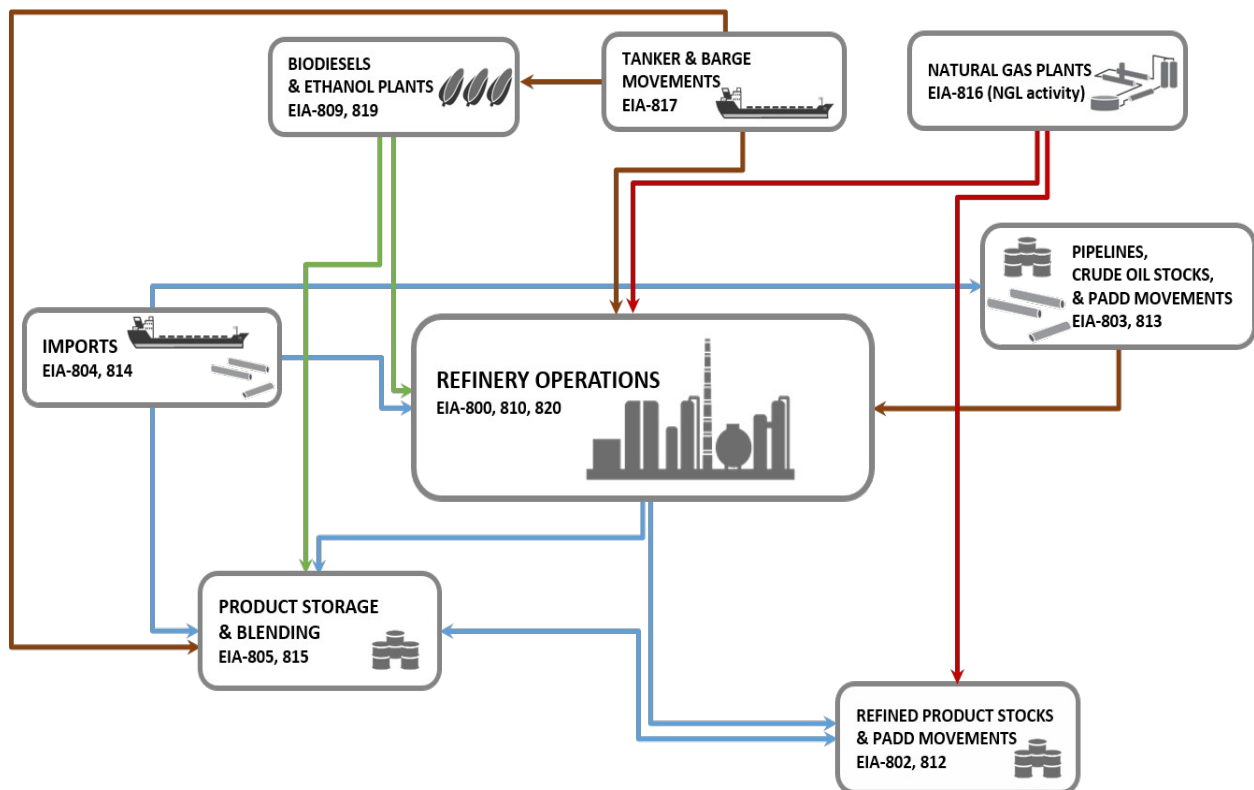 BIODIESELS
& ETHANOL PLANTS
EIA-809, 819
TANKER & BARGE
MOVEMENTS
EIA-817
NATURAL GAS PLANTS
EIA-816 (NGL activity)
PIPELINES,
CRUDE OIL STOCKS,
& PADD MOVEMENTS
EIA-803, 813
IMPORTS
EIA-804, 814
REFINERY OPERATIONS
EIA-800, 810, 820
PRODUCT STORAGE
& BLENDING
EIA-805, 815
REFINED PRODUCT STOCKS
& PADD MOVEMENTS
EIA-802, 812